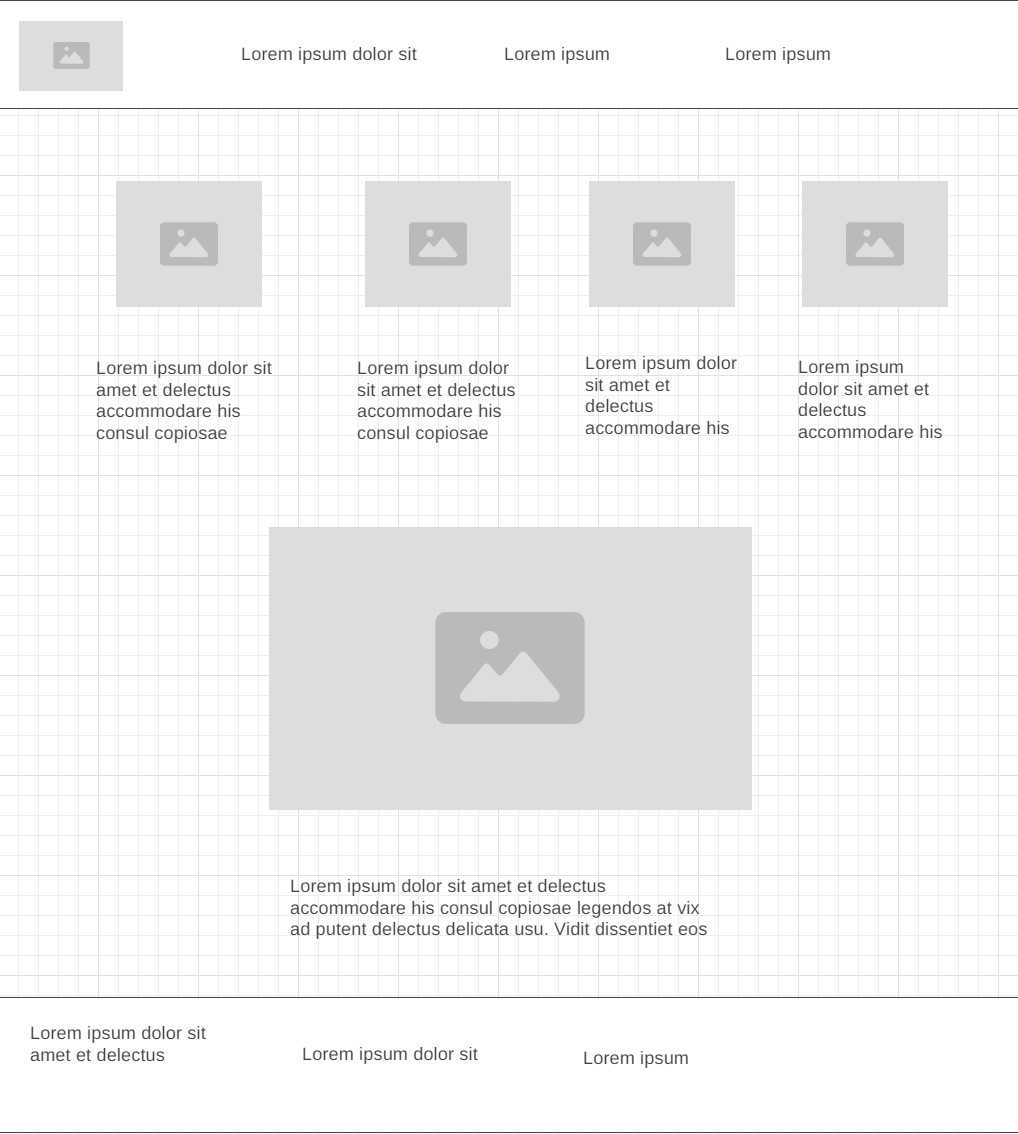 Lorem ipsum dolor sit
Lorem ipsum
Lorem ipsum
Lorem ipsum dolor sit
amet et delectus
accommodare his
consul copiosae
Lorem ipsum dolor
sit amet et delectus
accommodare his
consul copiosae
Lorem ipsum dolor
sit amet et
delectus
accommodare his
Lorem ipsum
dolor sit amet et
delectus
accommodare his
Lorem ipsum dolor sit amet et delectus
accommodare his consul copiosae legendos at vix
ad putent delectus delicata usu. Vidit dissentiet eos
Lorem ipsum dolor sit
amet et delectus
Lorem ipsum dolor sit
Lorem ipsum